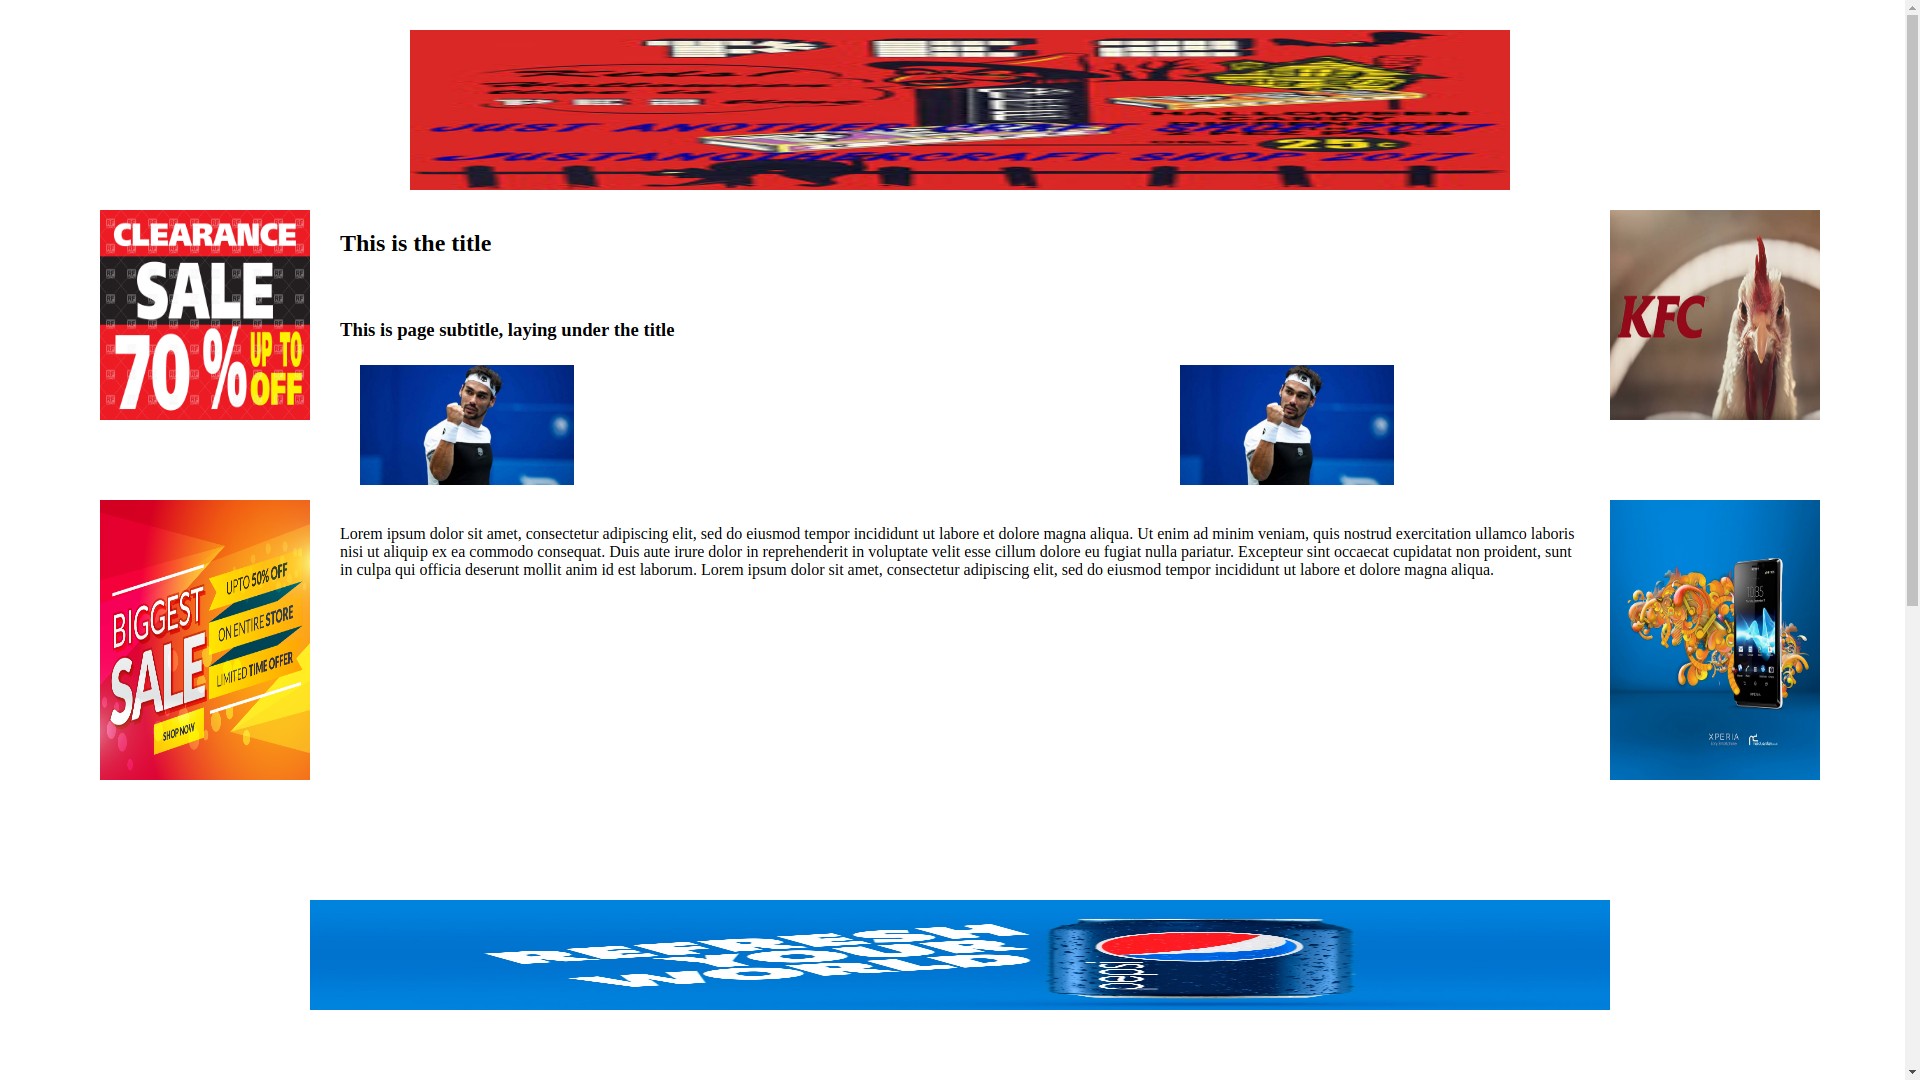 JUST ANOTHER CRAFT SHOP 2017
HALLOWEEN
25¢
JUSTANOTHERCRAFT SHOP 2017
CLEARANCE
SALE
70% UP TO OFF
This is the title
KFC
This is page subtitle, laying under the title
Lorem ipsum dolor sit amet, consectetur adipiscing elit, sed do eiusmod tempor incididunt ut labore et dolore magna aliqua. Ut enim ad minim veniam, quis nostrud exercitation ullamco laboris
nisi ut aliquip ex ea commodo consequat. Duis aute irure dolor in reprehenderit in voluptate velit esse cillum dolore eu fugiat nulla pariatur. Excepteur sint occaecat cupidatat non proident, sunt
in culpa qui officia deserunt mollit anim id est laborum. Lorem ipsum dolor sit amet, consectetur adipiscing elit, sed do eiusmod tempor incididunt ut labore et dolore magna aliqua.
BIGGEST
SALE
UPTO 50% OFF
ON ENTIRE STORE
LIMITED TIME OFFER
SHOP NOW
XPERIA
REFRESH
YOUR
WORLD
pepsi